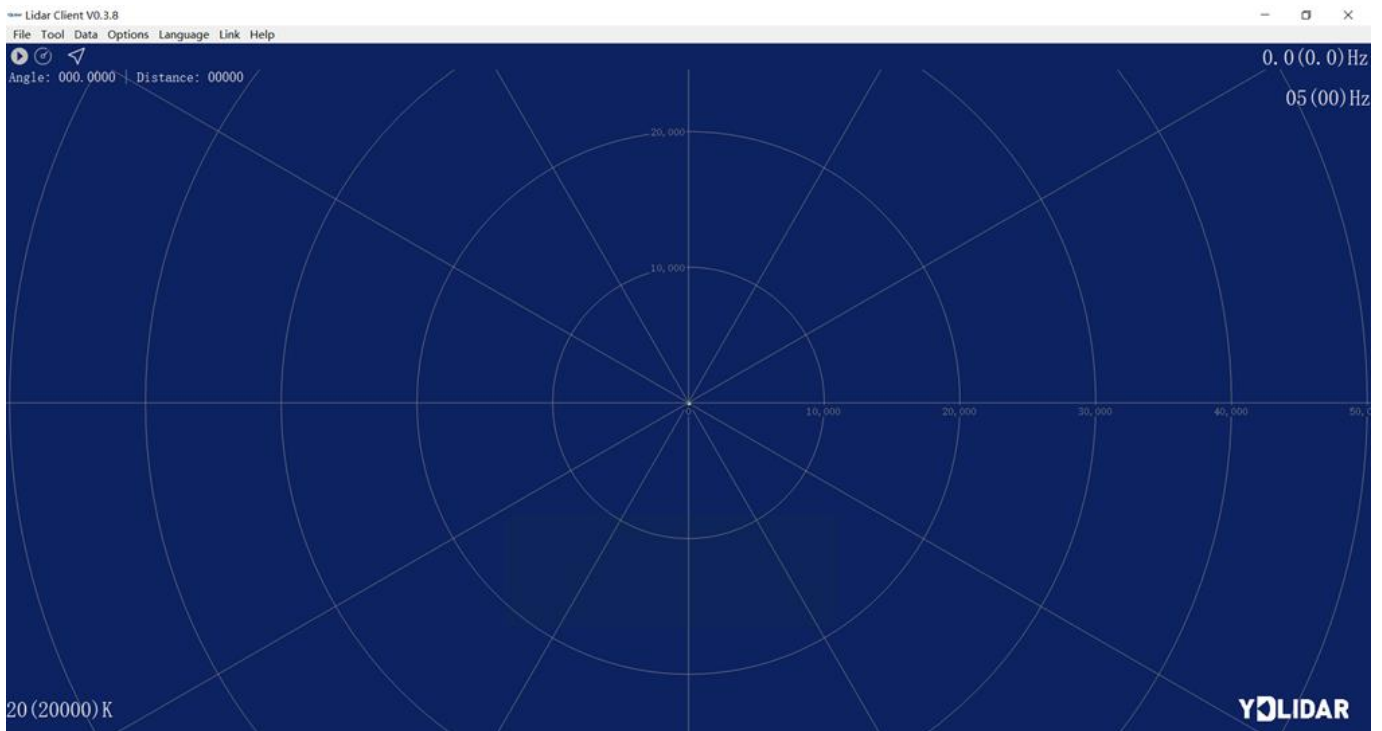 Lidar Client V0.3.8
File Tool Data Options Language Link Help
0.0(0.0)Hz
Angle: 000.0000 | Distance: 00000
05(00)Hz
20,000
10,000
0 10,000 20,000 30,000 40,000 50,
20(20000)K
YDLIDAR